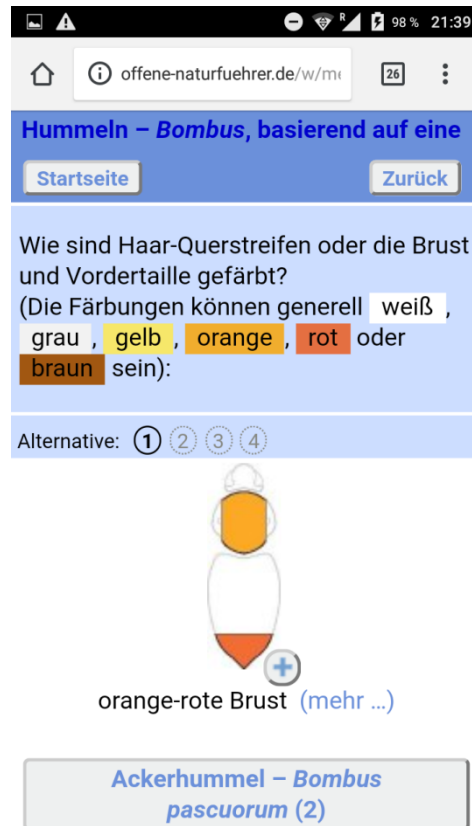 R
98 % 21:39
offene-naturfuehrer.de/w/me
26
Hummeln – Bombus, basierend auf eine
Startseite Zurück
Wie sind Haar-Querstreifen oder die Brust
und Vordertaille gefärbt?
(Die Färbungen können generell weiß ,
grau , gelb , orange , rot oder
braun sein):
Alternative: 1 2 3 4
orange-rote Brust (mehr ...)
Ackerhummel – Bombus
pascuorum (2)